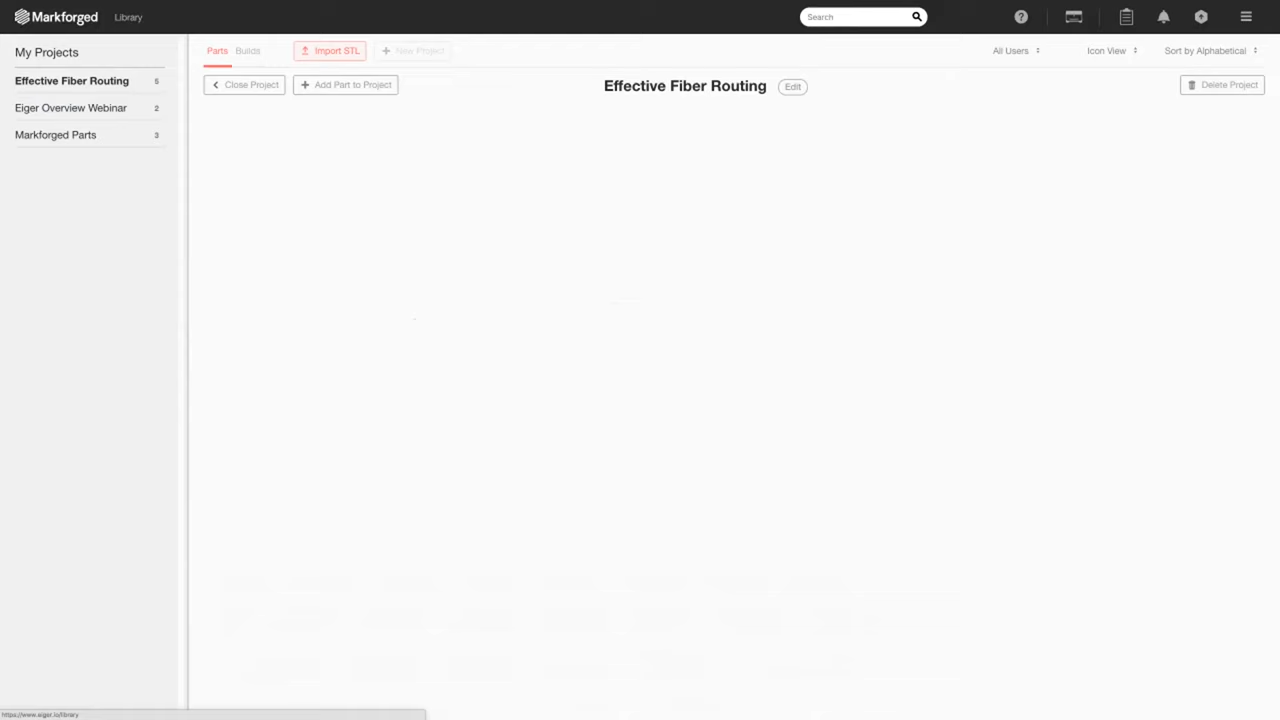 Markforged Library
Search
?
My Projects
Effective Fiber Routing 5
Eiger Overview Webinar 2
Markforged Parts 3
Parts Builds Import STL + New Project All Users Icon View Sort by Alphabetical
Close Project + Add Part to Project Effective Fiber Routing Edit Delete Project
https://www.eiger.io/library